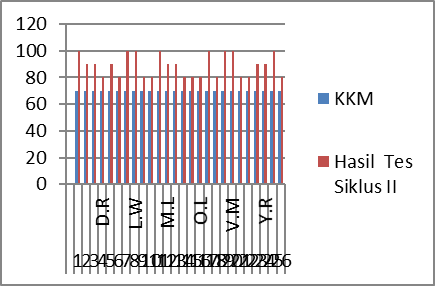 120
100
80
60
40
20
0
KKM
Hasil Tes
Siklus II
D.R
L.W
M.L
O.L
V.M
Y.R